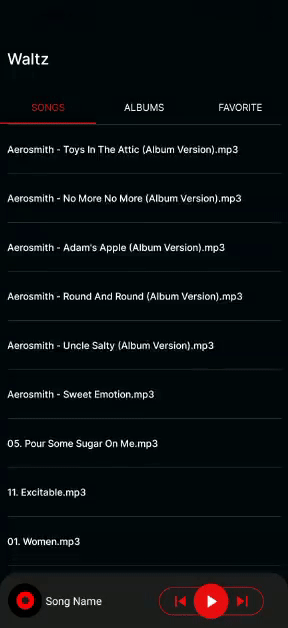 Waltz
SONGS ALBUMS FAVORITE
Aerosmith - Toys In The Attic (Album Version).mp3
Aerosmith - No More No More (Album Version).mp3
Aerosmith - Adam's Apple (Album Version).mp3
Aerosmith - Round And Round (Album Version).mp3
Aerosmith - Uncle Salty (Album Version).mp3
Aerosmith - Sweet Emotion.mp3
05. Pour Some Sugar On Me.mp3
11. Excitable.mp3
01. Women.mp3
Song Name